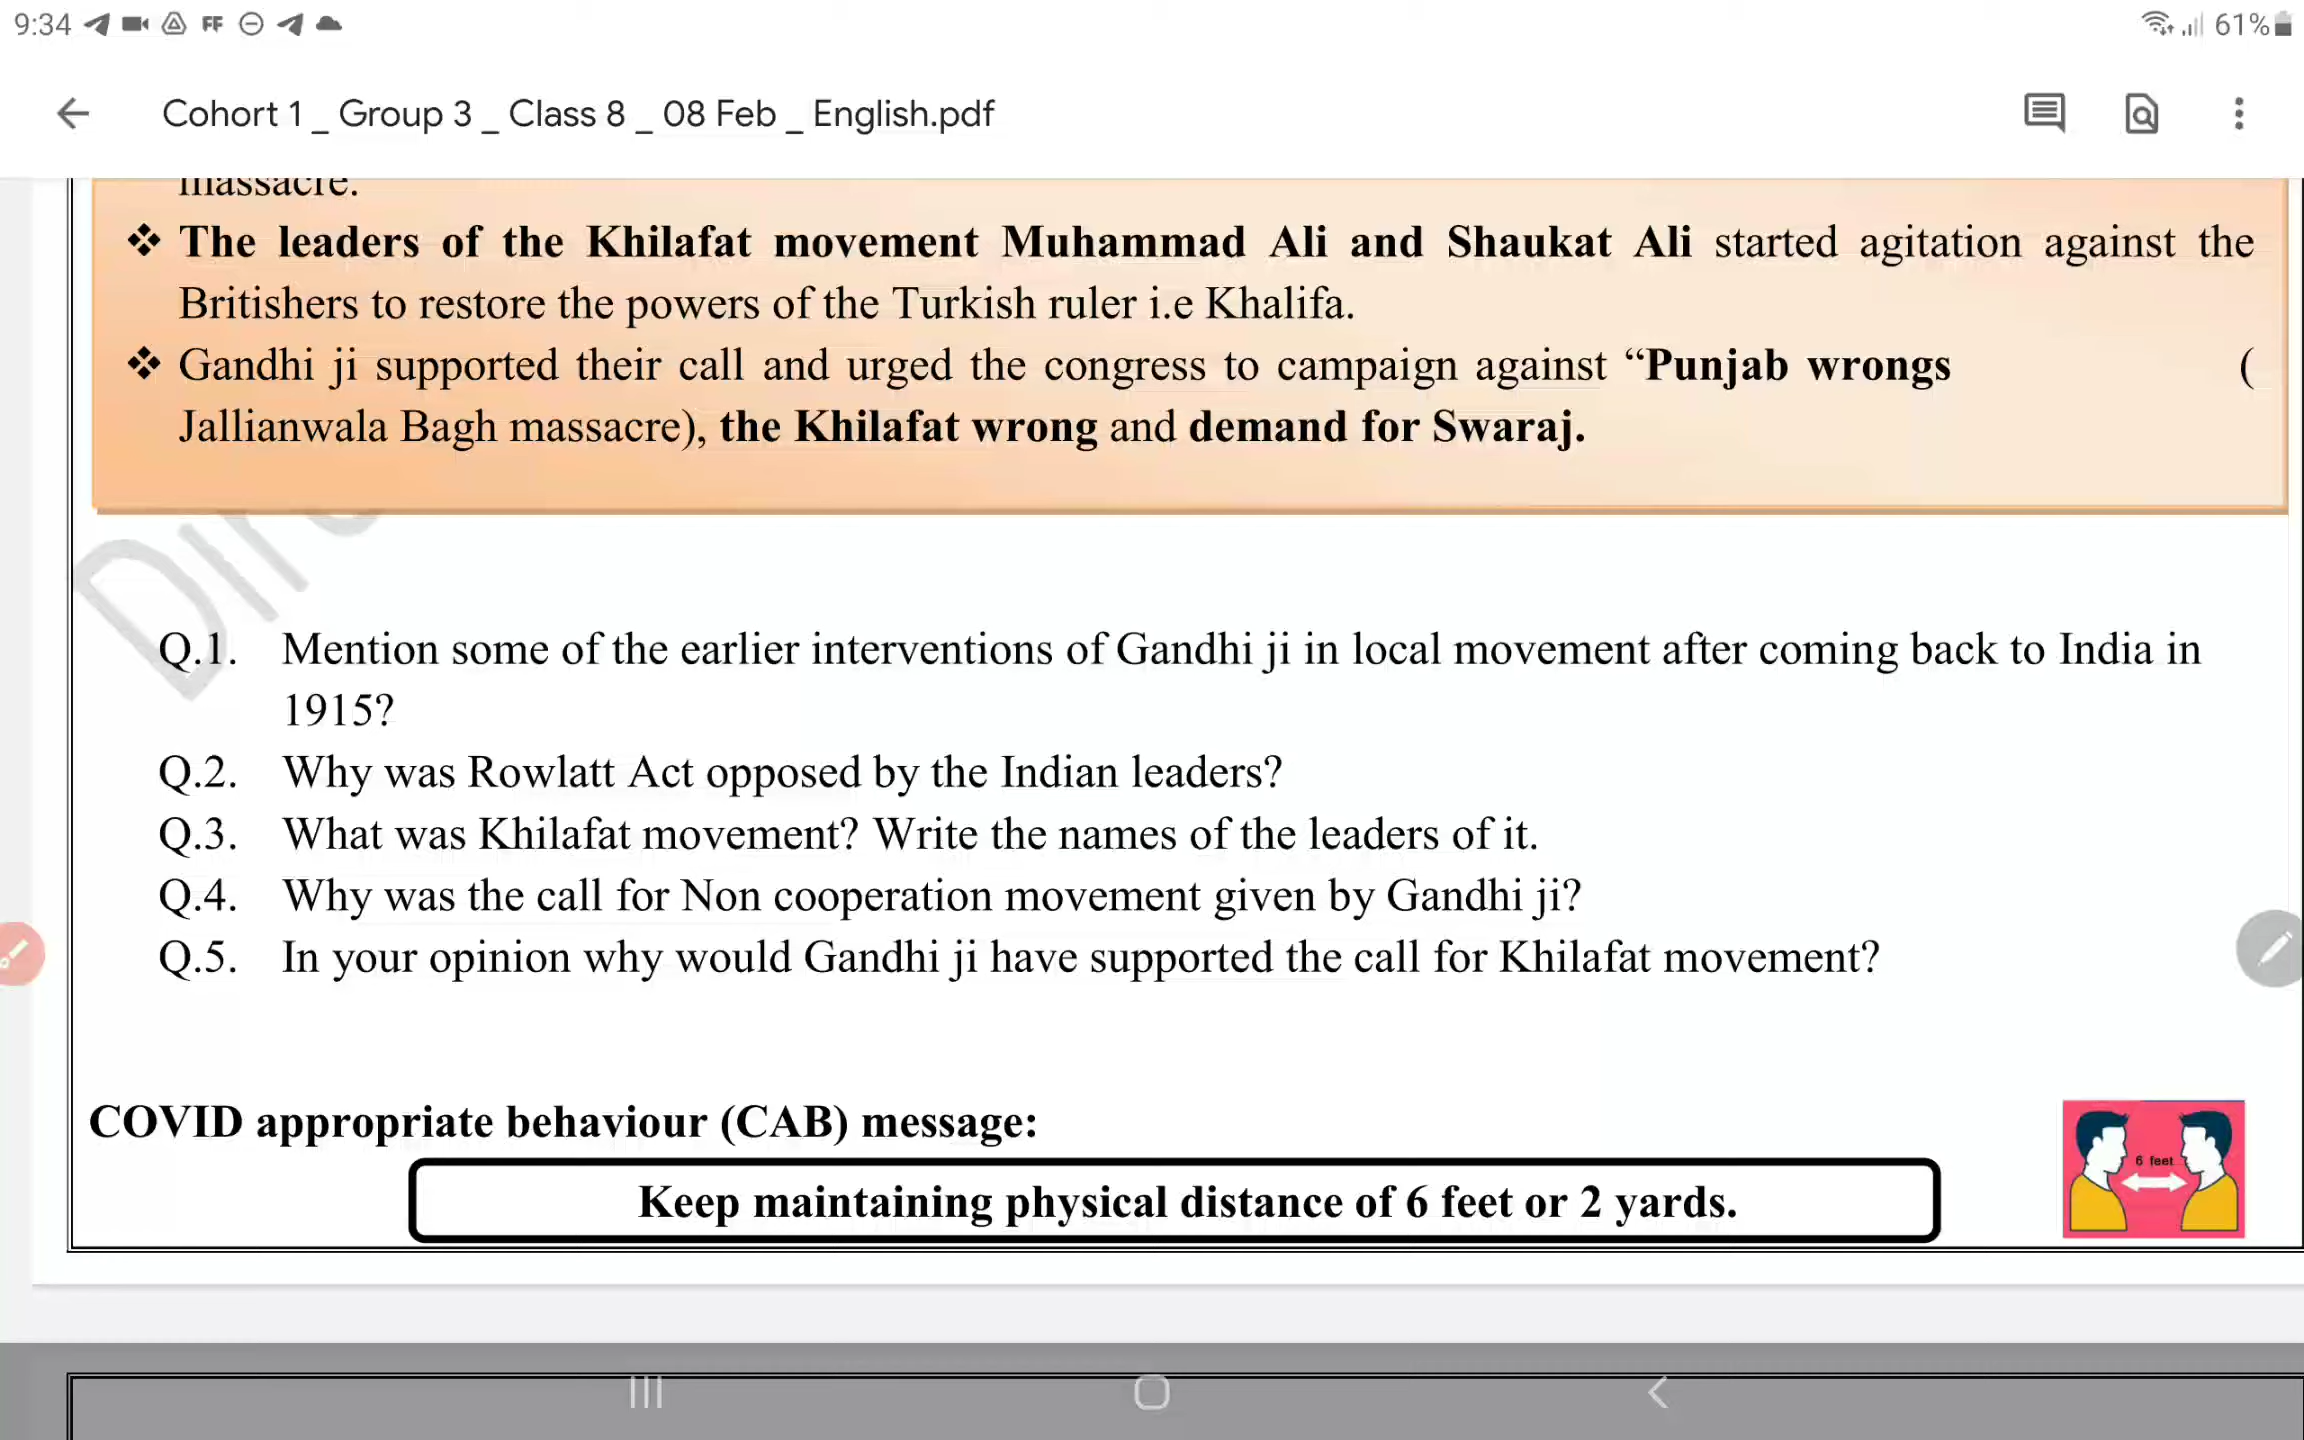 9:34
61%
Cohort 1 _ Group 3 _ Class 8 _ 08 Feb _ English.pdf
massacre.
❖ The leaders of the Khilafat movement Muhammad Ali and Shaukat Ali started agitation against the
Britishers to restore the powers of the Turkish ruler i.e Khalifa.
❖ Gandhi ji supported their call and urged the congress to campaign against “Punjab wrongs (
Jallianwala Bagh massacre), the Khilafat wrong and demand for Swaraj.
Q.1. Mention some of the earlier interventions of Gandhi ji in local movement after coming back to India in
1915?
Q.2. Why was Rowlatt Act opposed by the Indian leaders?
Q.3. What was Khilafat movement? Write the names of the leaders of it.
Q.4. Why was the call for Non cooperation movement given by Gandhi ji?
Q.5. In your opinion why would Gandhi ji have supported the call for Khilafat movement?
COVID appropriate behaviour (CAB) message:
6 feet
Keep maintaining physical distance of 6 feet or 2 yards.